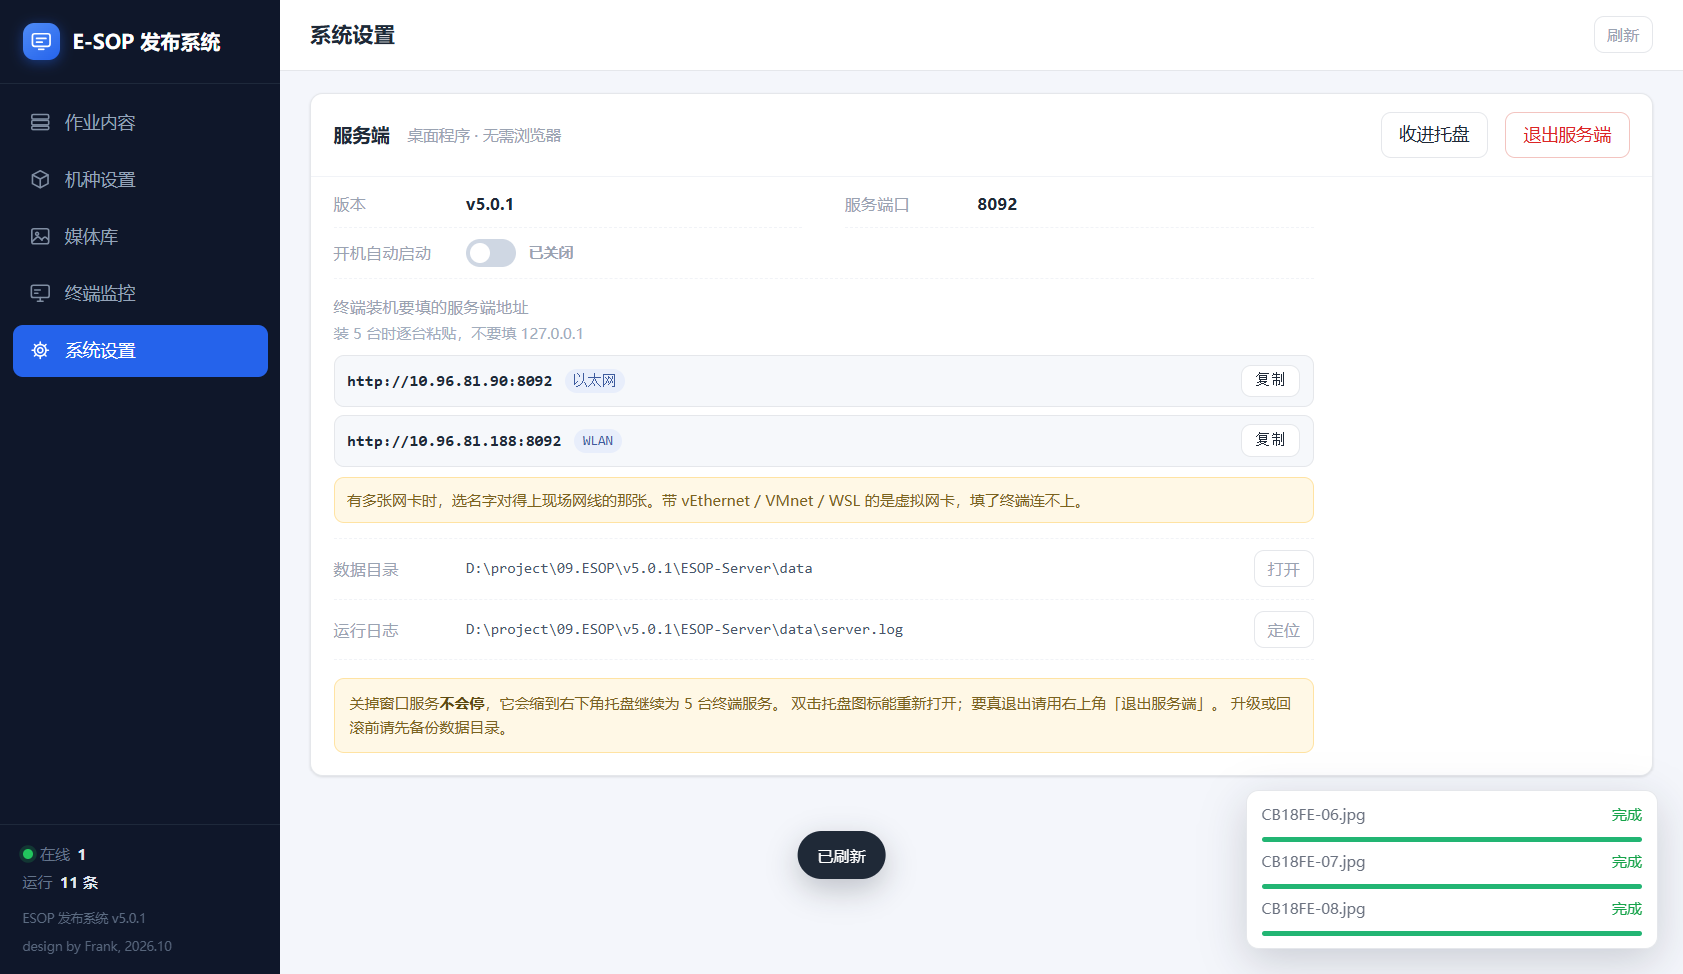 E-SOP 发布系统
作业内容
机种设置
媒体库
终端监控
系统设置
在线 1
运行 11 条
ESOP 发布系统 v5.0.1
design by Frank, 2026.10
系统设置
刷新
服务端 桌面程序 · 无需浏览器
收进托盘
退出服务端
版本 v5.0.1
服务端口 8092
开机自动启动 已关闭
终端装机要填的服务端地址
装 5 台时逐台粘贴，不要填 127.0.0.1
http://10.96.81.90:8092 以太网 复制
http://10.96.81.188:8092 WLAN 复制
有多张网卡时，选名字对得上现场网线的那张。带 vEthernet / VMnet / WSL 的是虚拟网卡，填了终端连不上。
数据目录 D:\project\09.ESOP\v5.0.1\ESOP-Server\data 打开
运行日志 D:\project\09.ESOP\v5.0.1\ESOP-Server\data\server.log 定位
关掉窗口服务不会停，它会缩到右下角托盘继续为 5 台终端服务。 双击托盘图标能重新打开；要真退出请用右上角「退出服务端」。 升级或回
滚前请先备份数据目录。
已刷新
CB18FE-06.jpg 完成
CB18FE-07.jpg 完成
CB18FE-08.jpg 完成